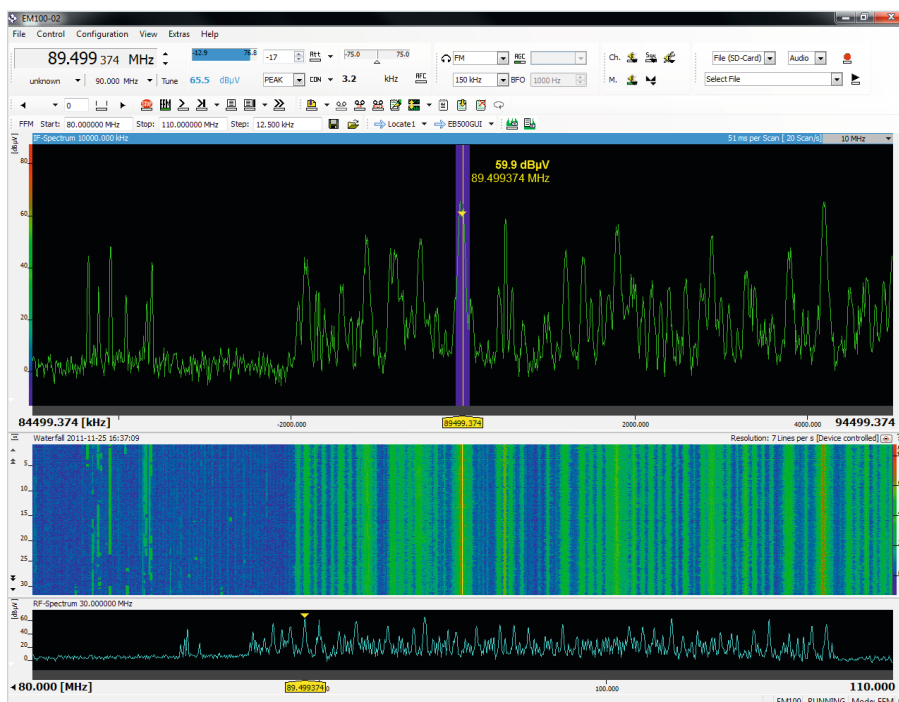 EM100-02
File Control Configuration View Extras Help
89.499 374 MHz -12.9 76.8 -17 Att -75.0 75.0 FM AGC Ch. File (SD-Card) Audio
unknown 90.000 MHz Tune 65.5 dBµV PEAK COR 3.2 kHz AFC 150 kHz BFO 1000 Hz M. Select File
0 STOP
FFM Start: 80.000000 MHz Stop: 110.000000 MHz Step: 12.500 kHz Locate1 EB500GUI
[dBµV] IF-Spectrum 10000.000 kHz 51 ms per Scan [ 20 Scan/s] 10 MHz
80
59.9 dBµV
89.499374 MHz
60
40
20
0
84499.374 [kHz] -2000.000 89499.374 2000.000 4000.000 94499.374
Waterfall 2011-11-25 16:37:09 Resolution: 7 Lines per s [Device controlled]
5
10
15
20
25
30
[dBµV] RF-Spectrum 30.000000 MHz
60
40
20
0
80.000 [MHz] 89.499374 100.000 110.000
EM100 RUNNING Mode: FFM